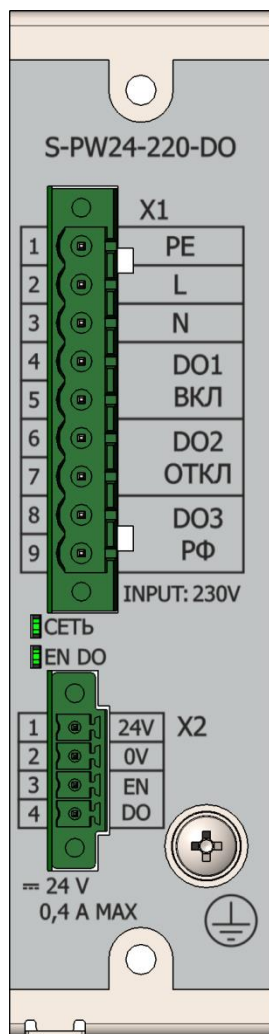 S-PW24-220-DO
X1
1 PE
2 L
3 N
4 DO1
5 ВКЛ
6 DO2
7 ОТКЛ
8 DO3
9 РФ
INPUT: 230V
СЕТЬ
EN DO
1 24V X2
2 0V
3 EN
4 DO
24 V
0,4 A MAX